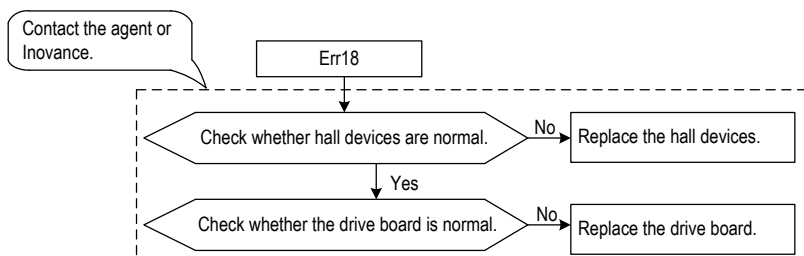 Contact the agent or
Inovance.
Err18
Check whether hall devices are normal.
No
Replace the hall devices.
Yes
Check whether the drive board is normal.
No
Replace the drive board.